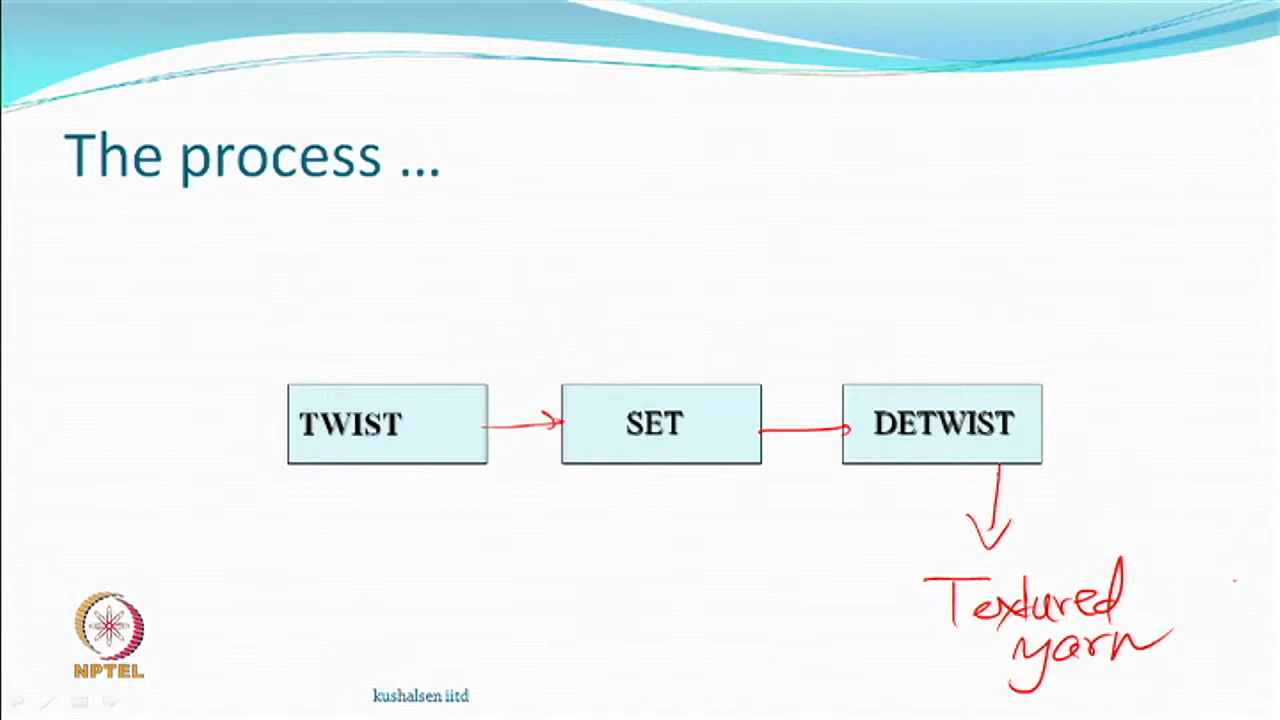 The process ...
TWIST
SET
DETWIST
Textured
yarn
NPTEL
kushalsen iitd